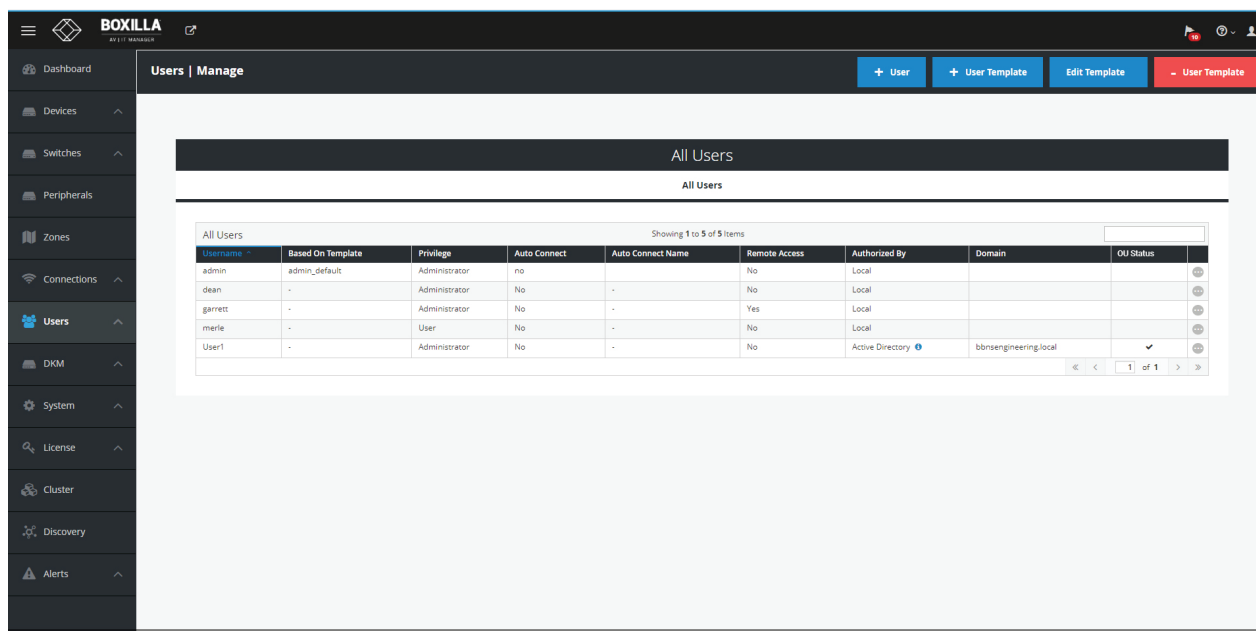 BOXILLA
AV | IT MANAGER
10
Dashboard
Devices
Switches
Peripherals
Zones
Connections
Users
DKM
System
License
Cluster
Discovery
Alerts
Users | Manage
+ User
+ User Template
Edit Template
- User Template
All Users
All Users
All Users Showing 1 to 5 of 5 Items
Username Based On Template Privilege Auto Connect Auto Connect Name Remote Access Authorized By Domain OU Status
admin admin_default Administrator no No Local
dean - Administrator No - No Local
garrett - Administrator No - Yes Local
merle - User No - No Local
User1 - Administrator No - No Active Directory bbnsengineering.local
1 of 1